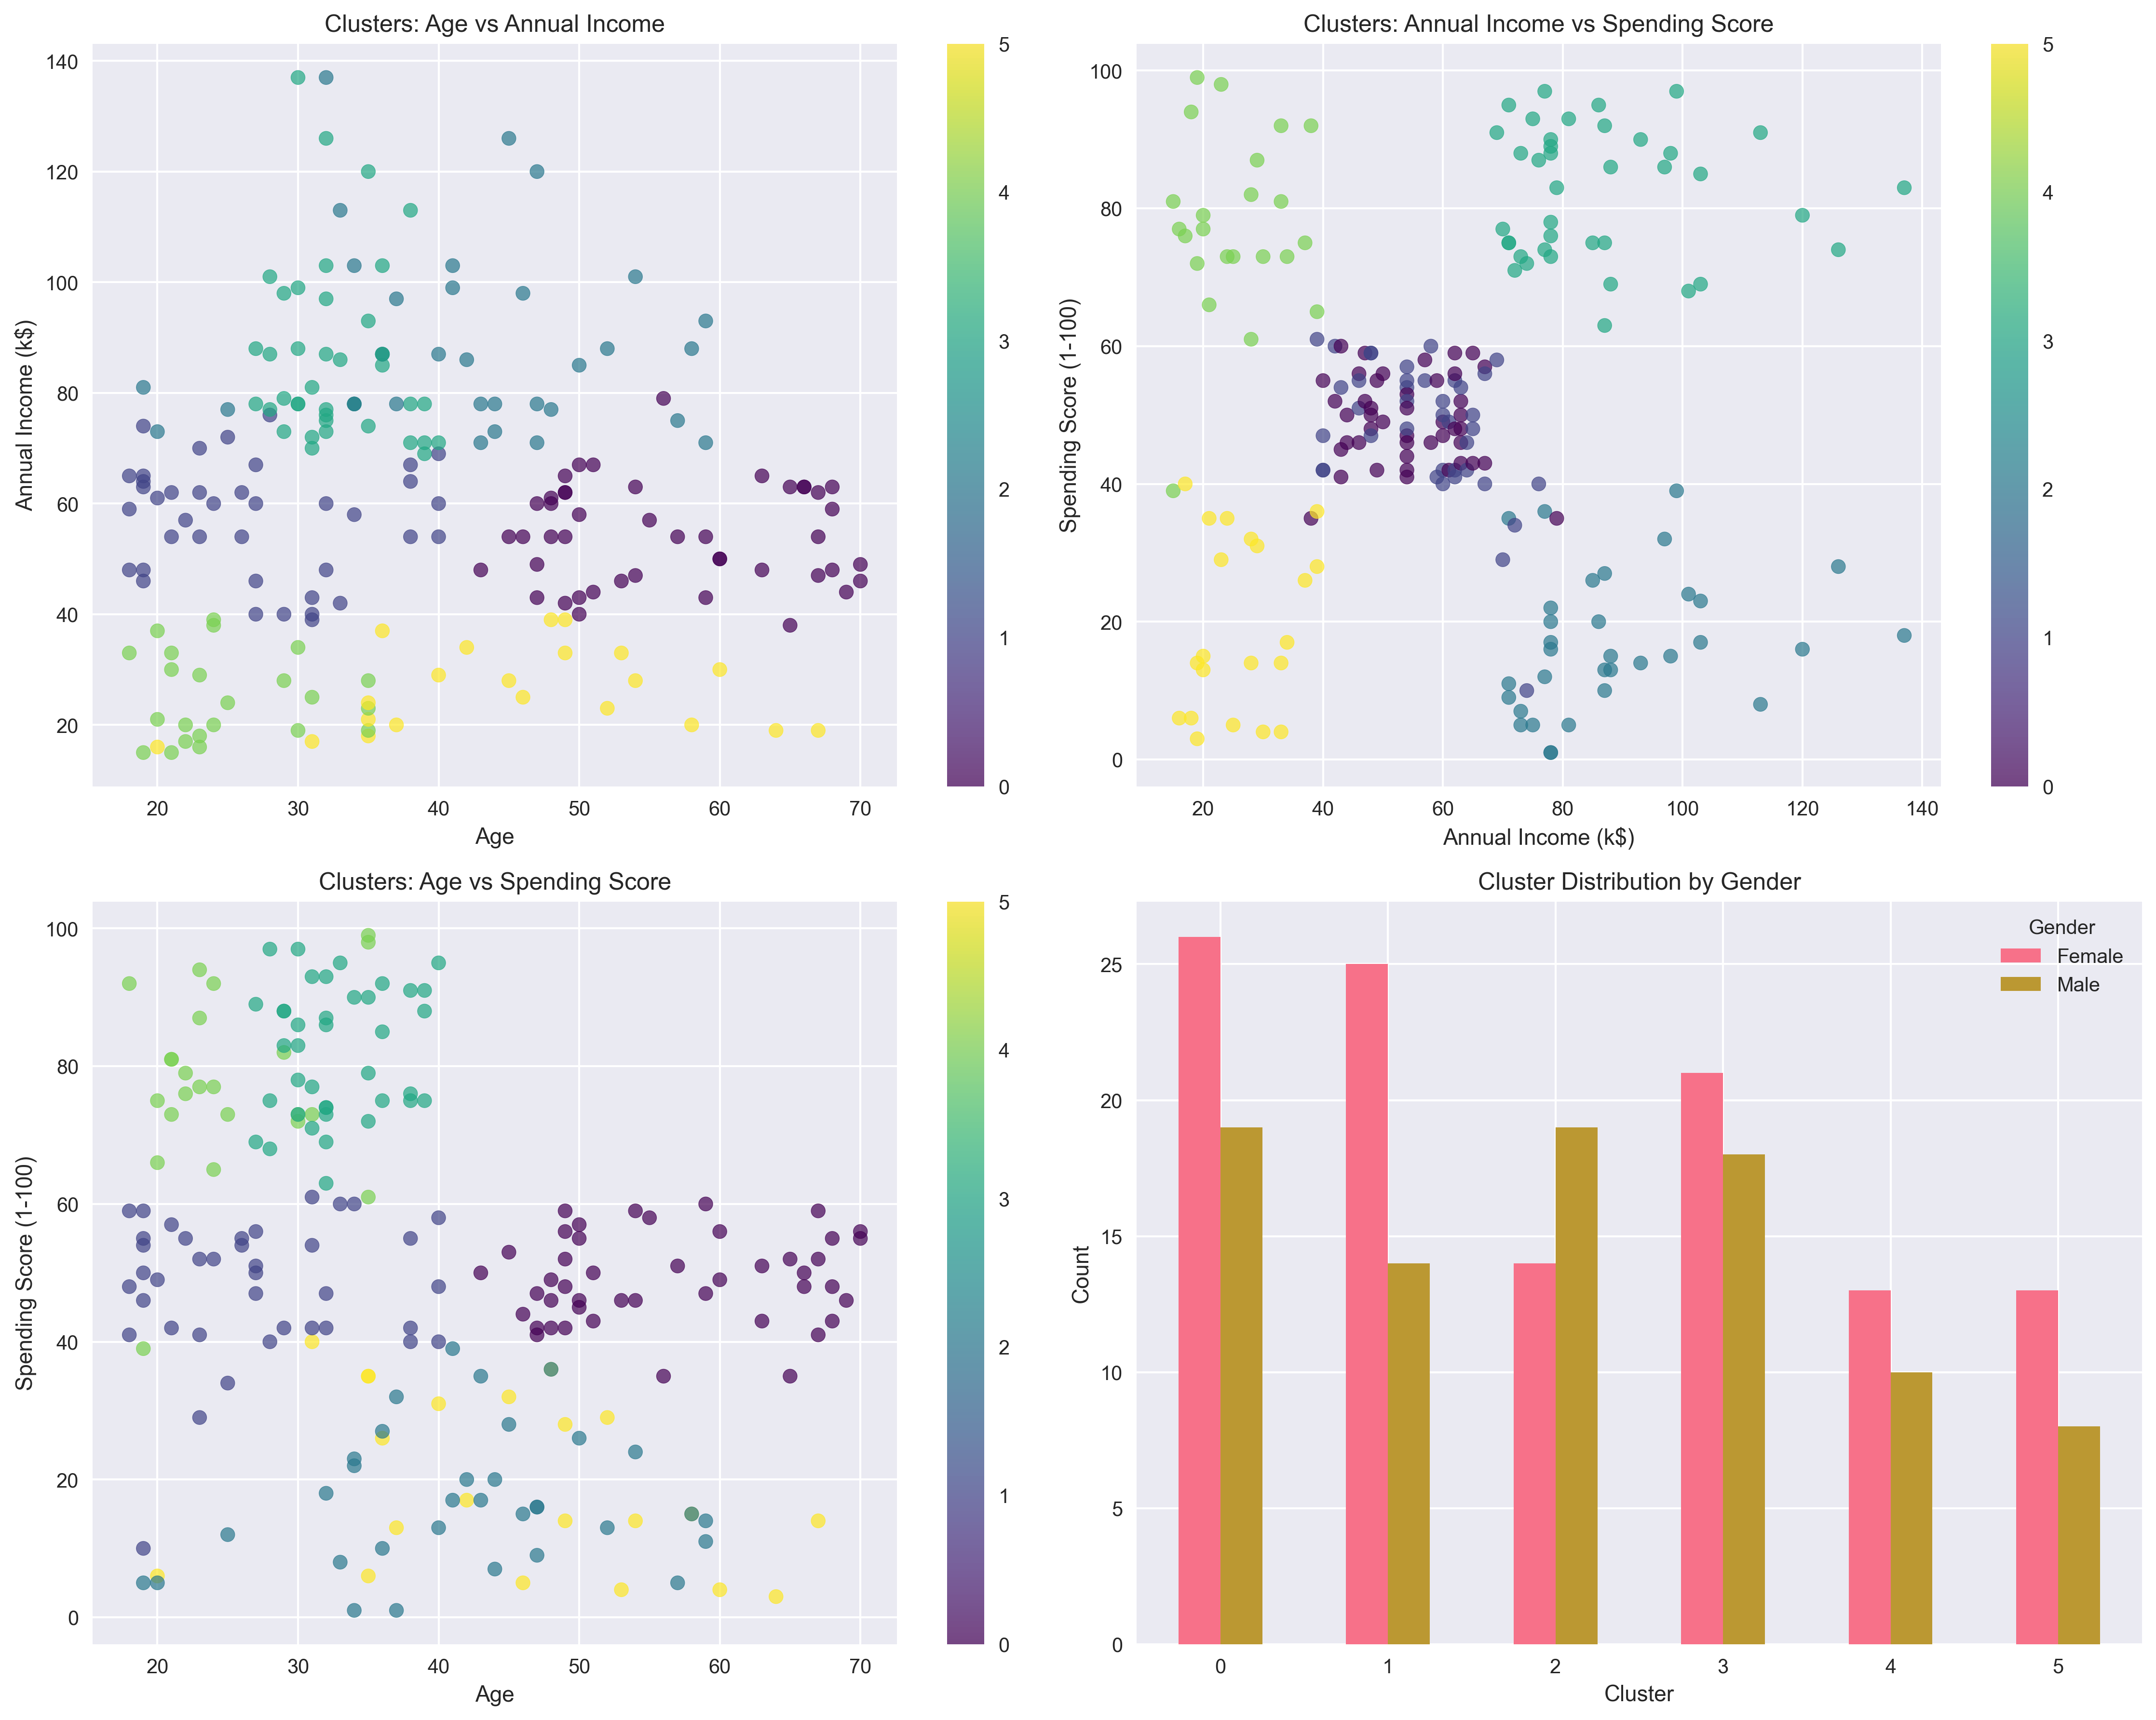 Clusters: Age vs Annual Income
140
120
100
80
60
40
20
Annual Income (k$)
20 30 40 50 60 70
Age
5
4
3
2
1
0
Clusters: Annual Income vs Spending Score
100
80
60
40
20
0
Spending Score (1-100)
20 40 60 80 100 120 140
Annual Income (k$)
5
4
3
2
1
0
Clusters: Age vs Spending Score
100
80
60
40
20
0
Spending Score (1-100)
20 30 40 50 60 70
Age
5
4
3
2
1
0
Cluster Distribution by Gender
25
20
15
10
5
0
Count
Gender
Female
Male
0 1 2 3 4 5
Cluster